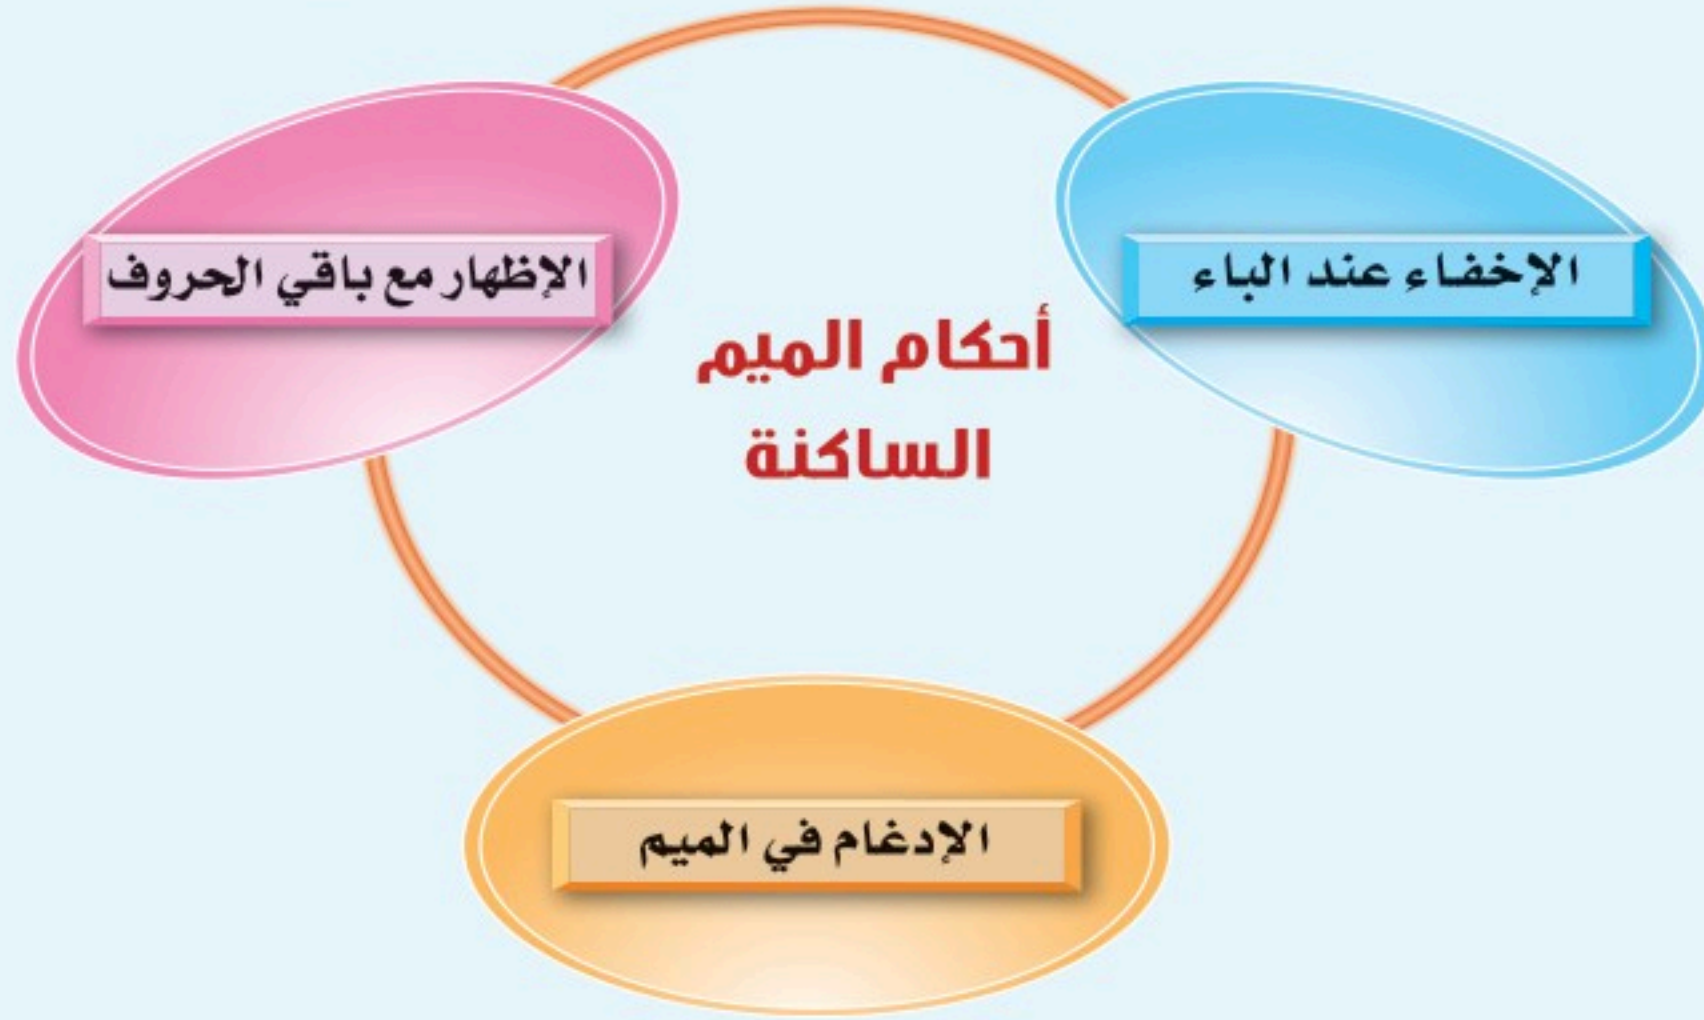 الإخفاء عند الباء
الإظهار مع باقي الحروف
أحكام الميم
الساكنة
الإدغام في الميم